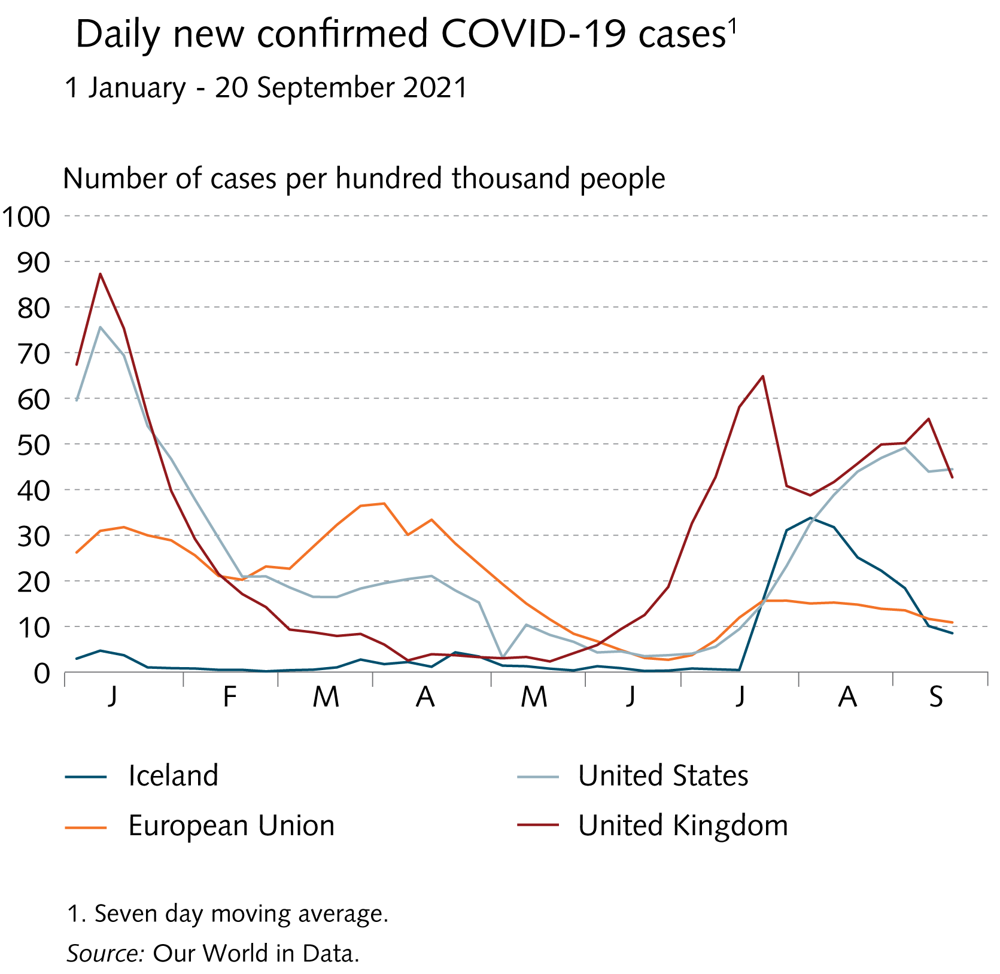 Daily new confirmed COVID-19 cases¹
1 January - 20 September 2021
Number of cases per hundred thousand people
100
90
80
70
60
50
40
30
20
10
0
J F M A M J J A S
Iceland United States
European Union United Kingdom
1. Seven day moving average.
Source: Our World in Data.